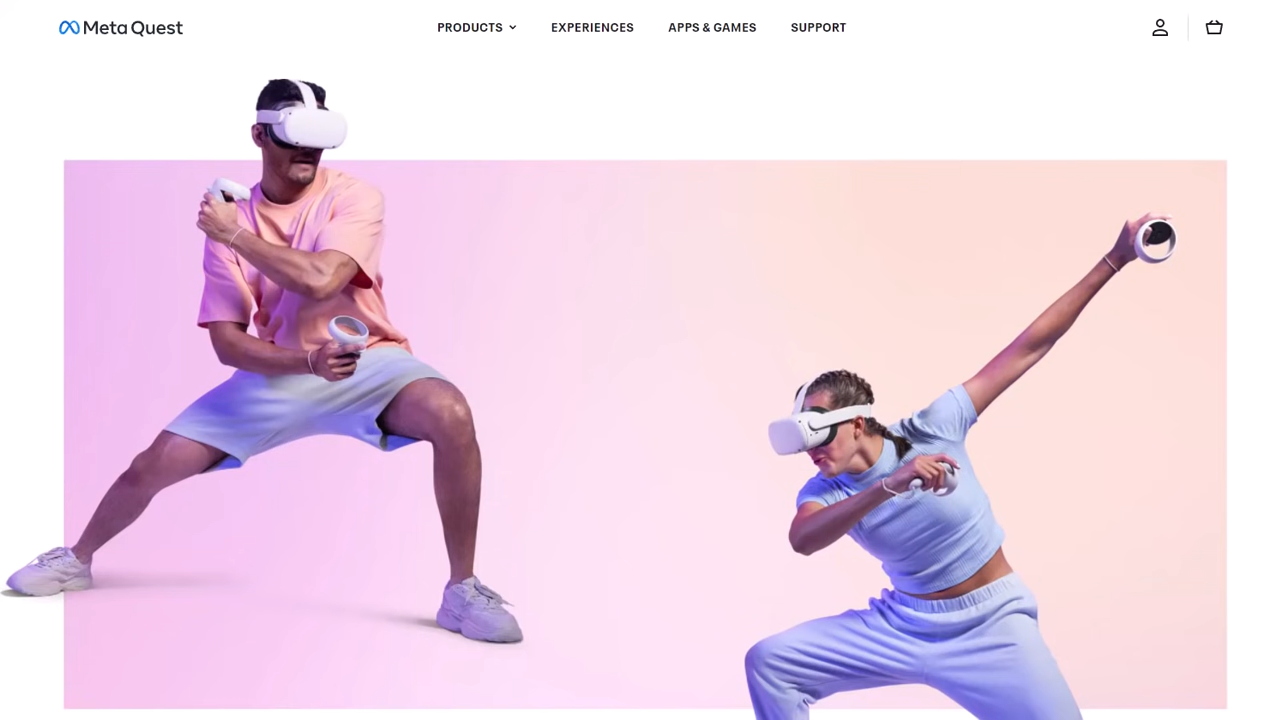 Meta Quest
PRODUCTS
EXPERIENCES
APPS & GAMES
SUPPORT